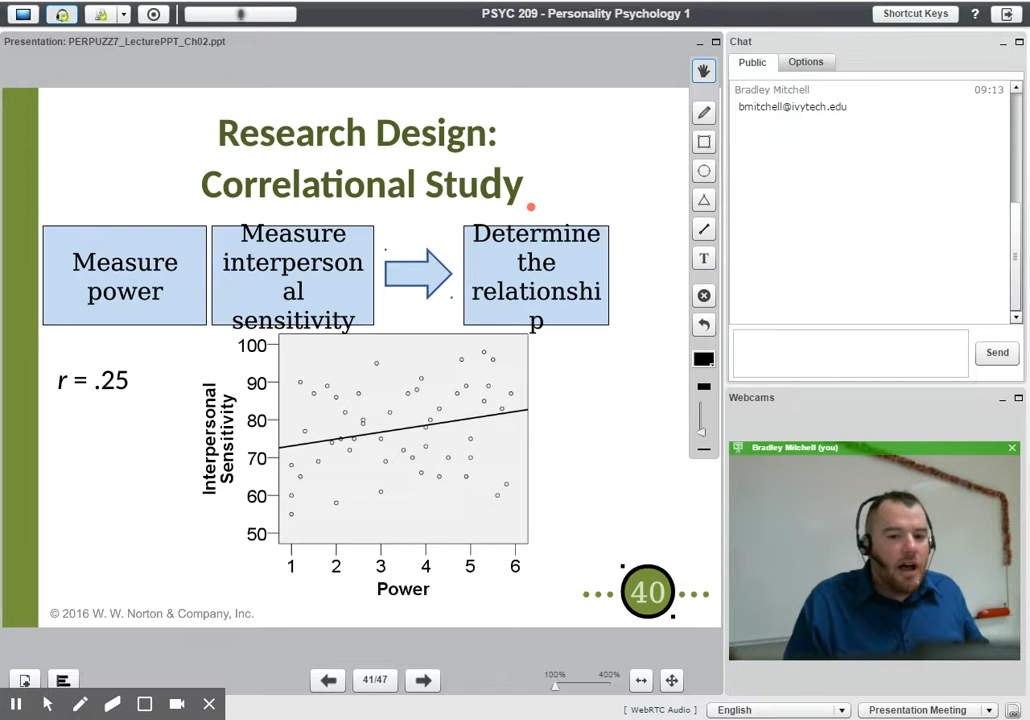 PSYC 209 - Personality Psychology 1
Shortcut Keys
?
Presentation: PERPUZZ7_LecturePPT_Ch02.ppt
Research Design:
Correlational Study
Measure
power
Measure
interperson
al
sensitivity
Determine
the
relationshi
p
r = .25
Interpersonal
Sensitivity
100
90
80
70
60
50
1 2 3 4 5 6
Power
40
© 2016 W. W. Norton & Company, Inc.
T
41/47
100% 400%
Chat
Public Options
Bradley Mitchell 09:13
bmitchell@ivytech.edu
Send
Webcams
Bradley Mitchell (you)
[ WebRTC Audio ]
English
Presentation Meeting